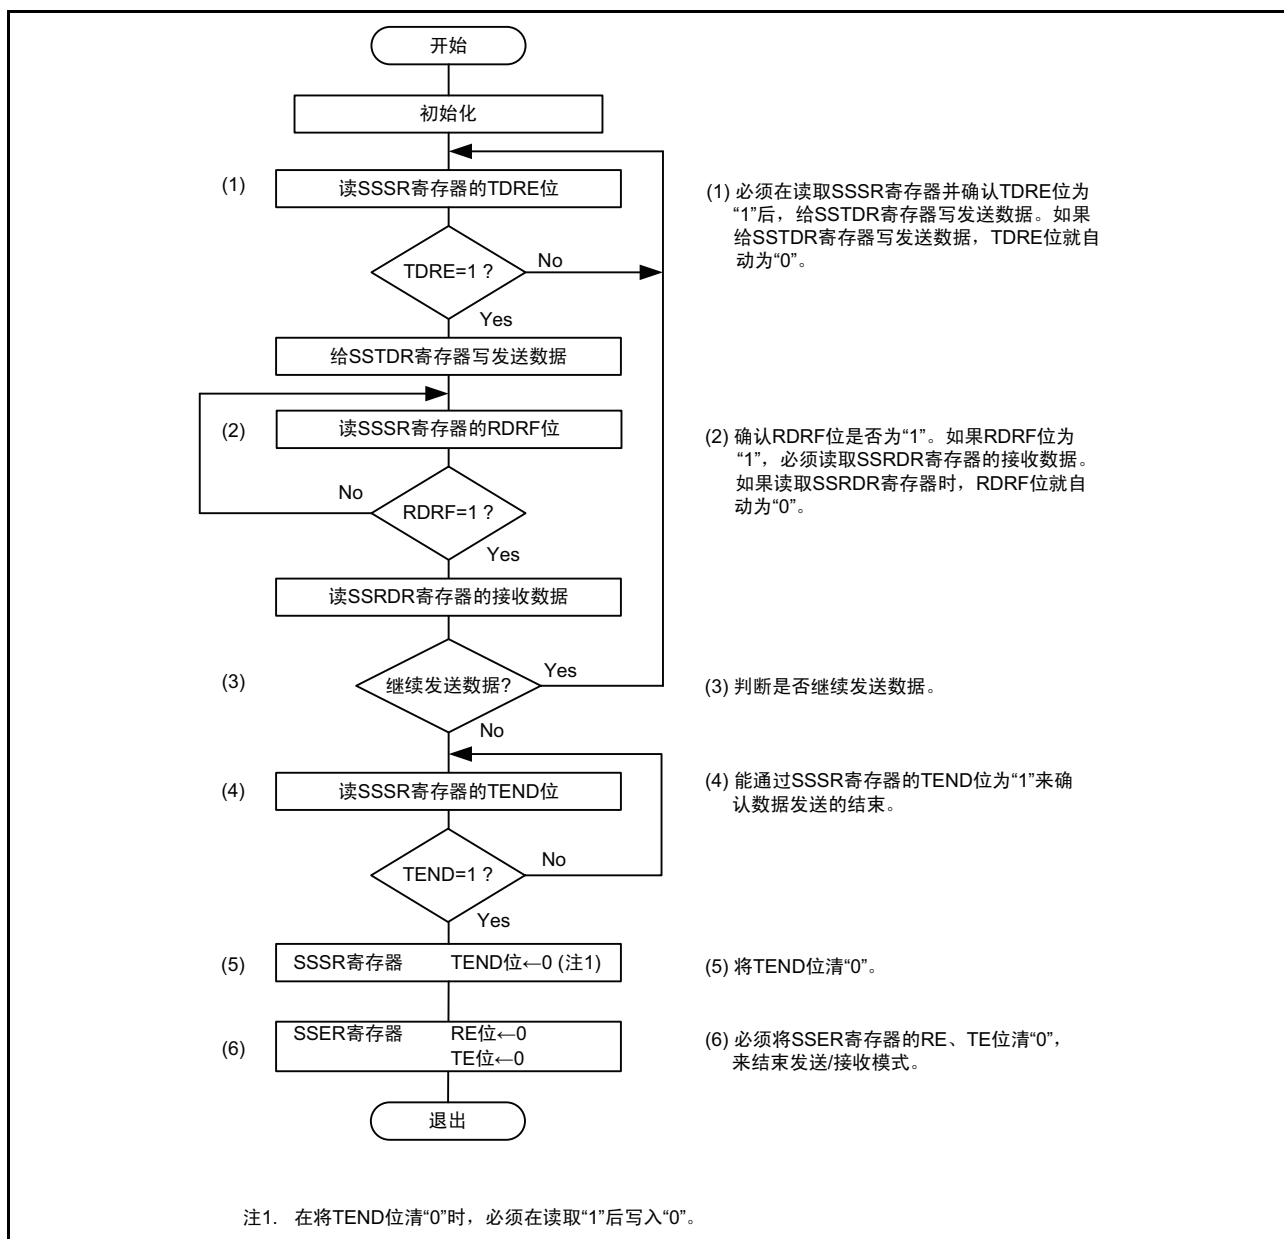 开始
初始化
(1)
读SSSR寄存器的TDRE位
TDRE=1 ?
No
Yes
给SSTDR寄存器写发送数据
(2)
读SSSR寄存器的RDRF位
No
RDRF=1 ?
Yes
读SSRDR寄存器的接收数据
(3)
继续发送数据?
Yes
No
(4)
读SSSR寄存器的TEND位
TEND=1 ?
No
Yes
(5)
SSSR寄存器 TEND位←0 (注1)
(6)
SSER寄存器 RE位←0
TE位←0
退出
(1) 必须在读取SSSR寄存器并确认TDRE位为
“1”后，给SSTDR寄存器写发送数据。如果
给SSTDR寄存器写发送数据，TDRE位就自
动为“0”。
(2) 确认RDRF位是否为“1”。如果RDRF位为
“1”，必须读取SSRDR寄存器的接收数据。
如果读取SSRDR寄存器时，RDRF位就自
动为“0”。
(3) 判断是否继续发送数据。
(4) 能通过SSSR寄存器的TEND位为“1”来确
认数据发送的结束。
(5) 将TEND位清“0”。
(6) 必须将SSER寄存器的RE、TE位清“0”，
来结束发送/接收模式。
注1. 在将TEND位清“0”时，必须在读取“1”后写入“0”。